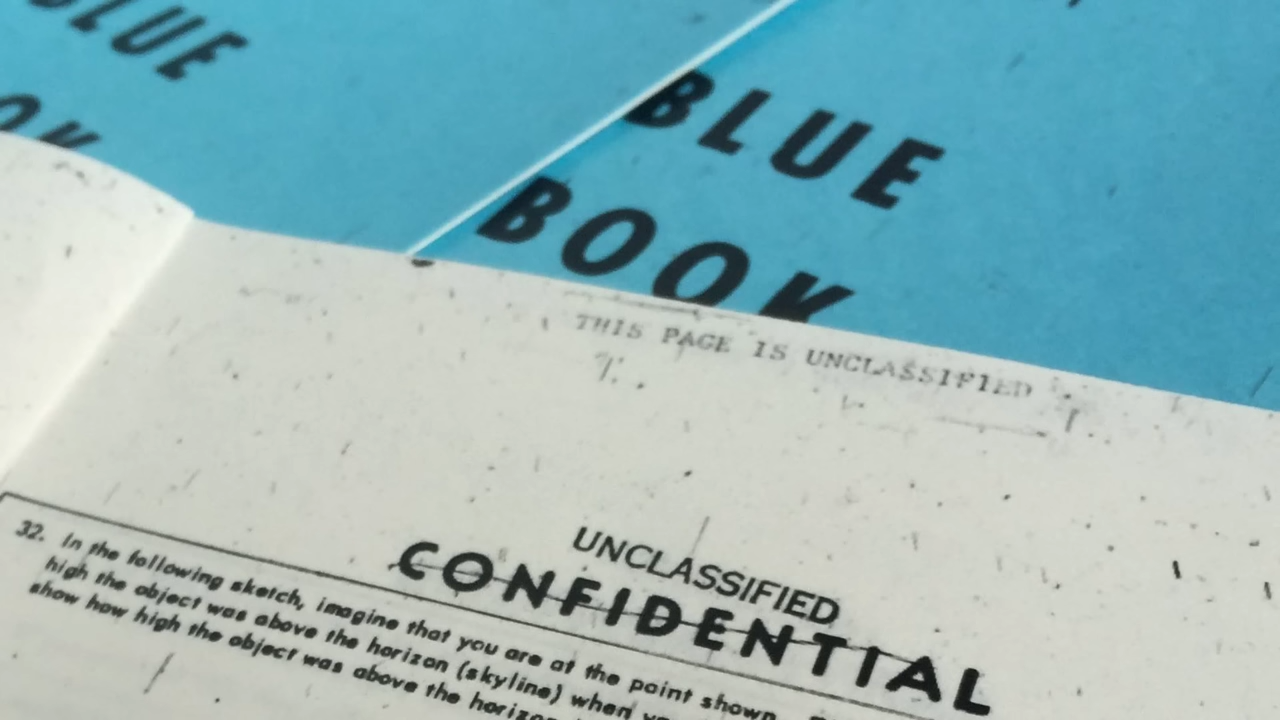 BLUE
BOOK
BLUE
BOOK
THIS PAGE IS UNCLASSIFIED
UNCLASSIFIED
CONFIDENTIAL
32. In the following sketch, imagine that you are at the point shown.
high the object was above the horizon (skyline) when
show how high the object was above the